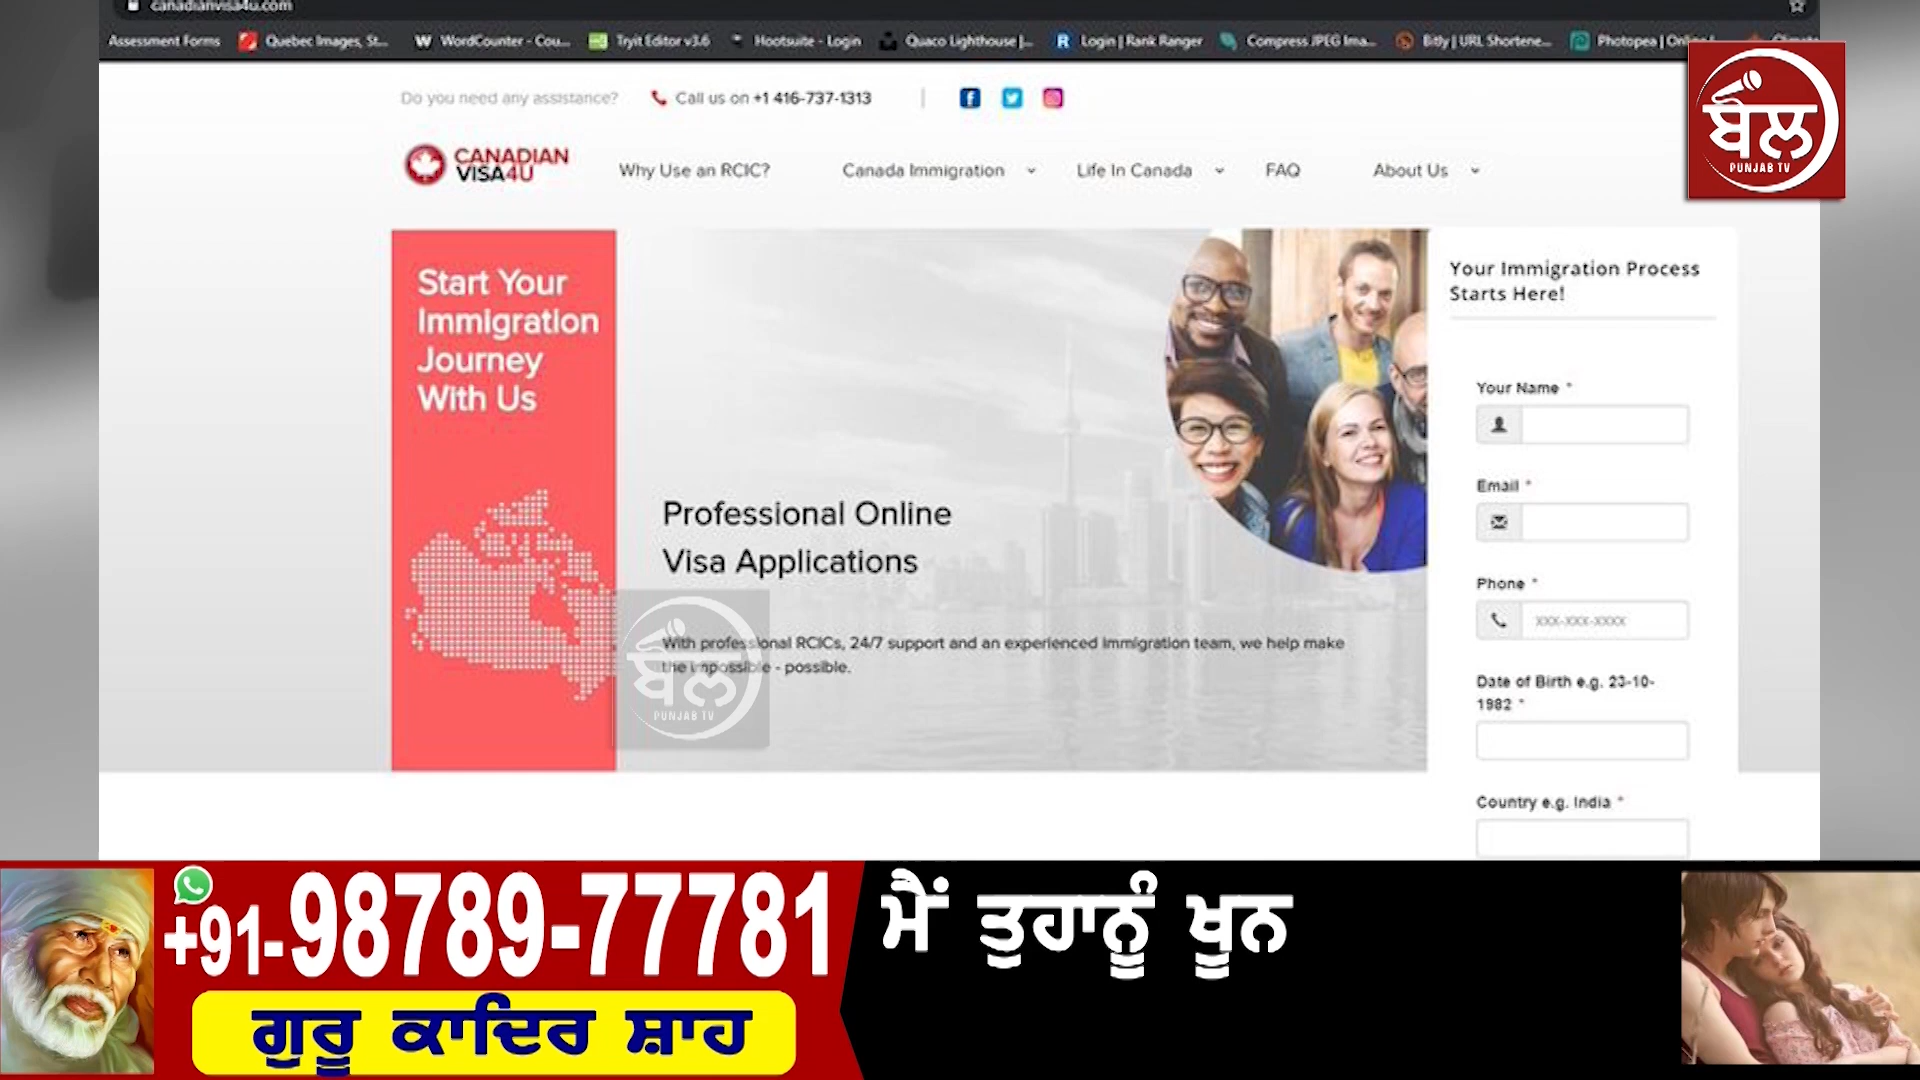 canadianvisa4u.com
Assessment Forms
Quebec Images, St...
WordCounter - Cou...
Tryit Editor v3.6
Hootsuite - Login
Quaco Lighthouse |...
Login | Rank Ranger
Compress JPEG Ima...
Bitly | URL Shortene...
Photopea |
Do you need any assistance?
Call us on +1 416-737-1313
CANADIAN
VISA4U
Why Use an RCIC?
Canada Immigration
Life In Canada
FAQ
About Us
ਬੋਲ
PUNJAB TV
Start Your
Immigration
Journey
With Us
Professional Online
Visa Applications
With professional RCICs, 24/7 support and an experienced immigration team, we help make
the impossible - possible.
ਬੋਲ
PUNJAB TV
Your Immigration Process
Starts Here!
Your Name *
Email *
Phone *
XXX-XXX-XXXX
Date of Birth e.g. 23-10-
1982 *
Country e.g. India *
+91-98789-77781
ਗੁਰੂ ਕਾਦਿਰ ਸ਼ਾਹ
ਮੈਂ ਤੁਹਾਨੂੰ ਖੂਨ